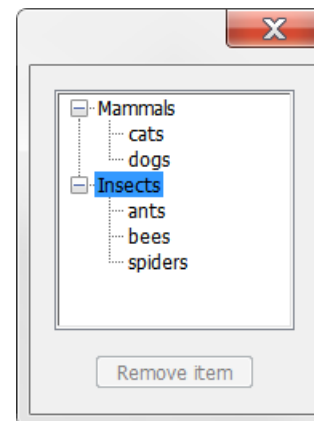 Mammals
cats
dogs
Insects
ants
bees
spiders
Remove item